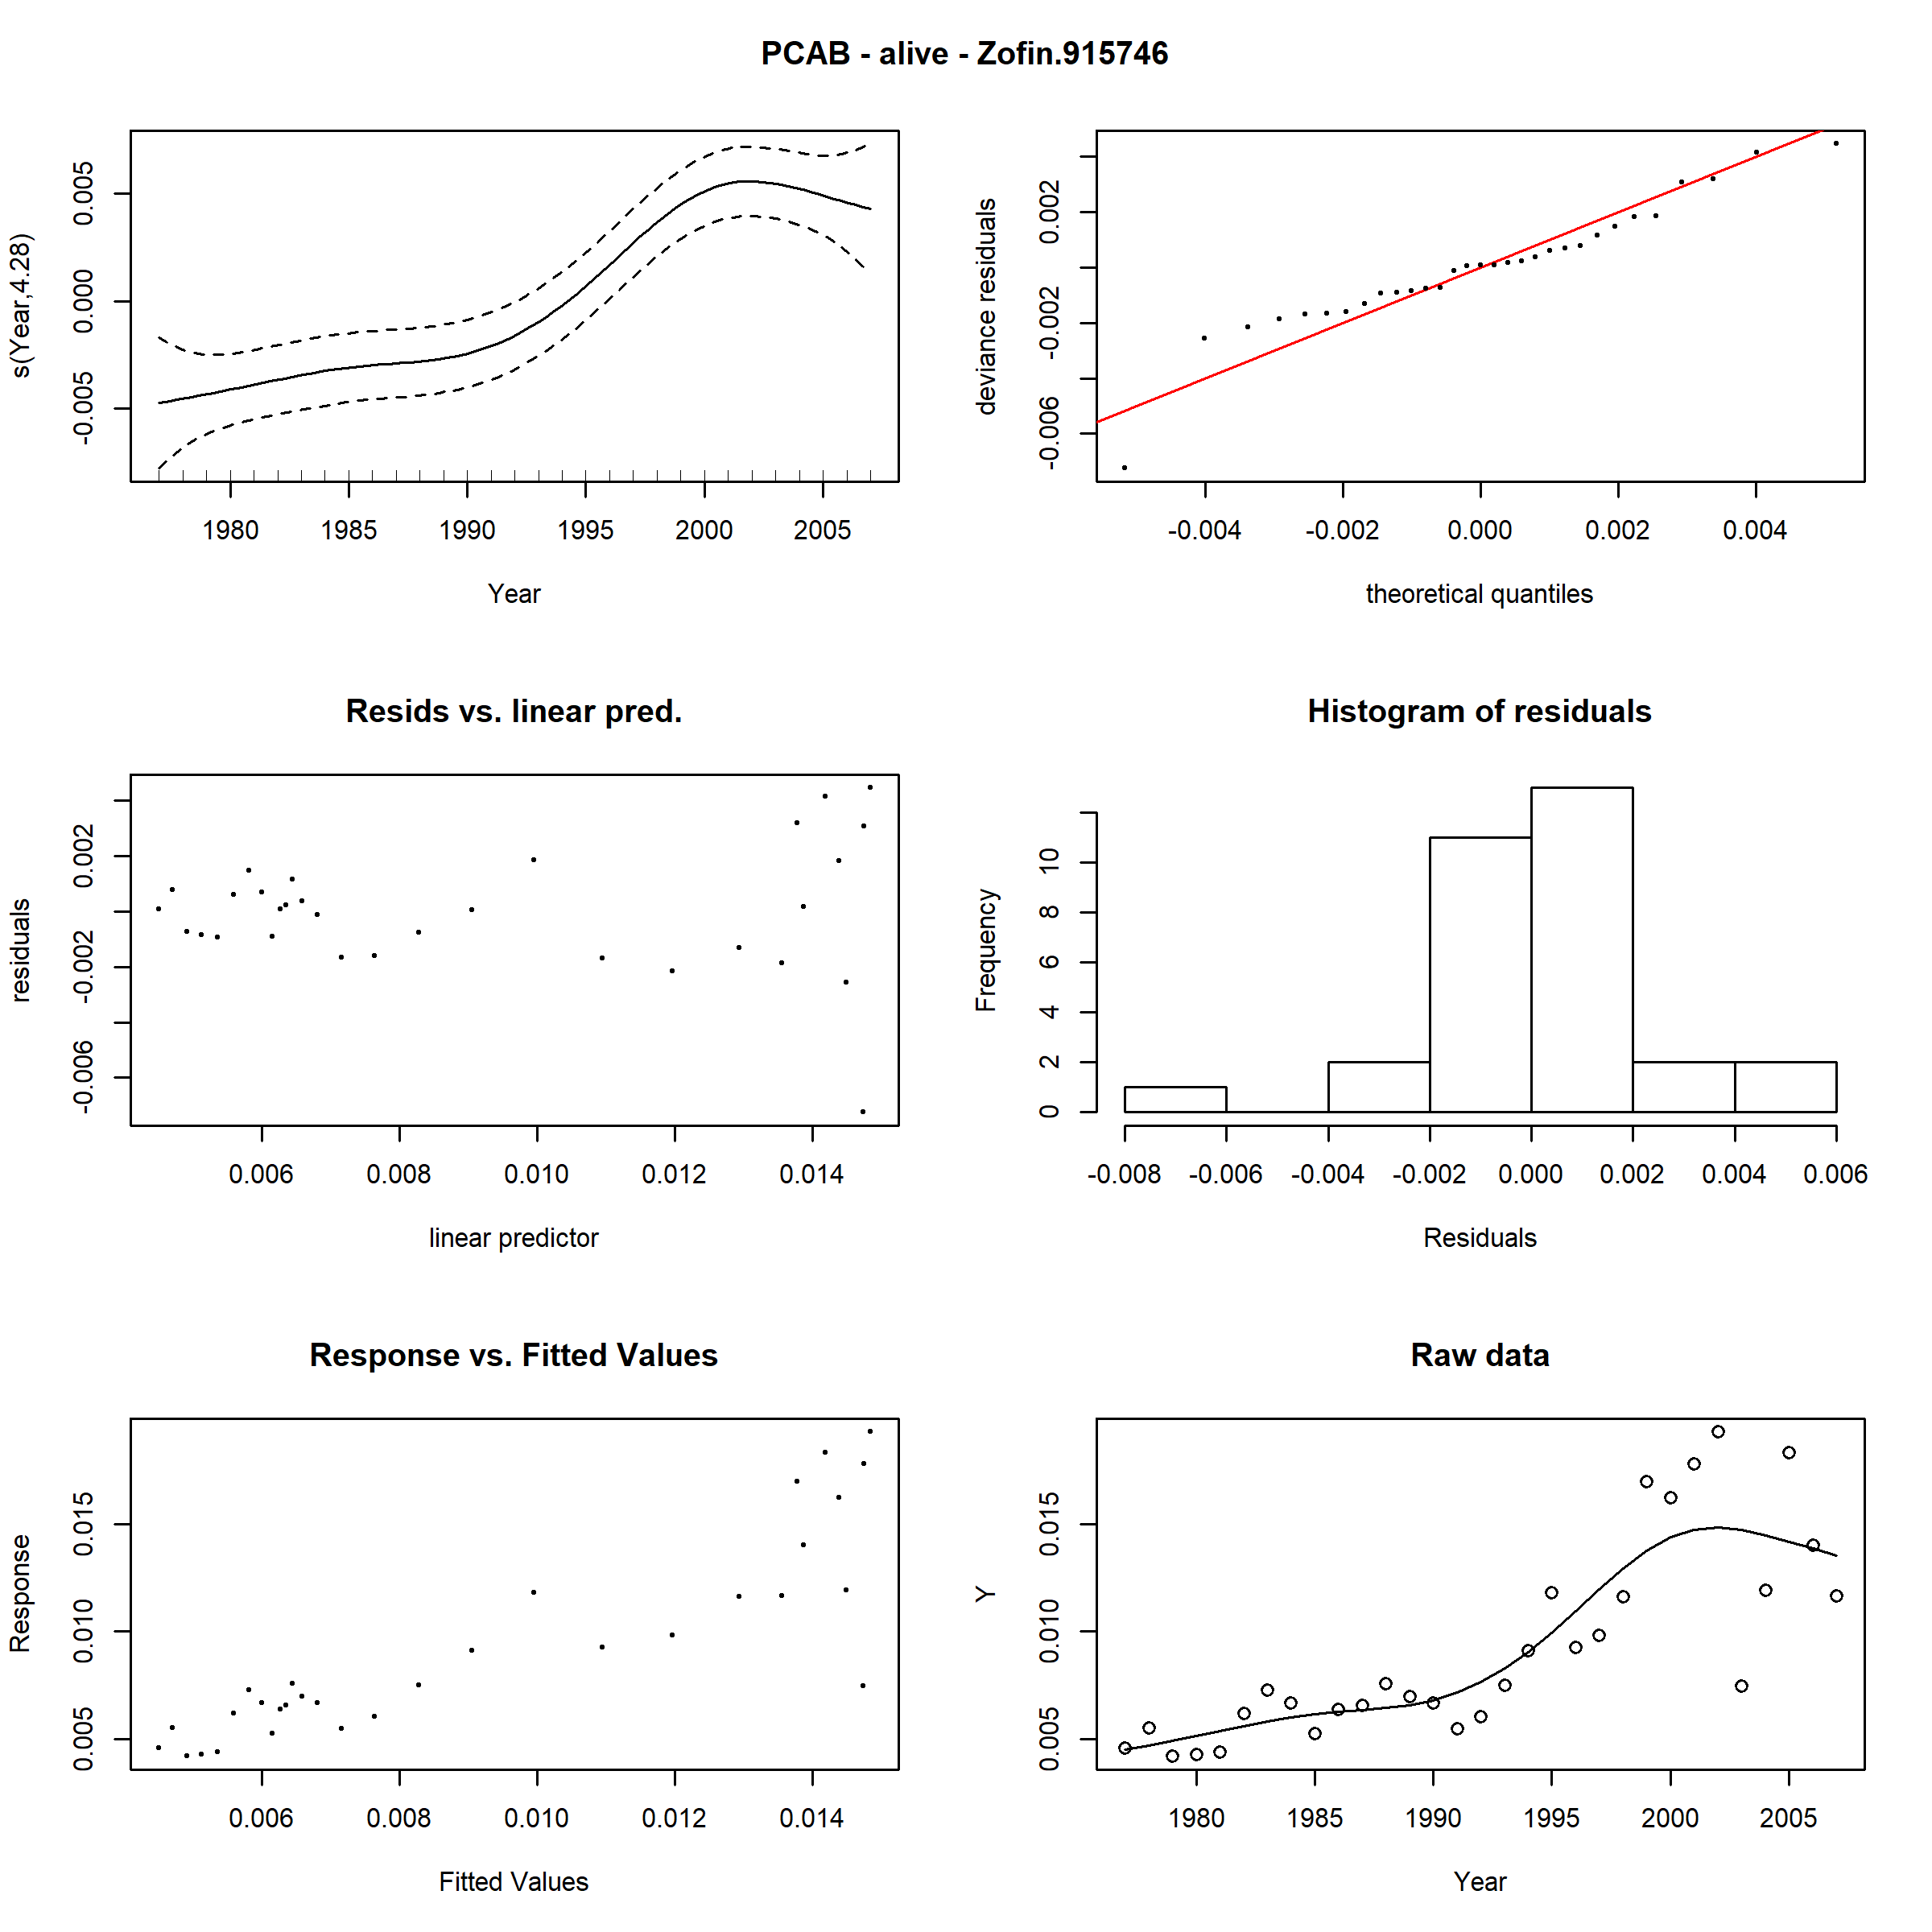 PCAB - alive - Zofin.915746
s(Year,4.28)
-0.005 0.000 0.005
1980 1985 1990 1995 2000 2005
Year
deviance residuals
-0.006 -0.002 0.002
-0.004 -0.002 0.000 0.002 0.004
theoretical quantiles
Resids vs. linear pred.
residuals
-0.006 -0.002 0.002
0.006 0.008 0.010 0.012 0.014
linear predictor
Histogram of residuals
Frequency
0 2 4 6 8 10
-0.008 -0.006 -0.004 -0.002 0.000 0.002 0.004 0.006
Residuals
Response vs. Fitted Values
Response
0.005 0.010 0.015
0.006 0.008 0.010 0.012 0.014
Fitted Values
Raw data
Y
0.005 0.010 0.015
1980 1985 1990 1995 2000 2005
Year